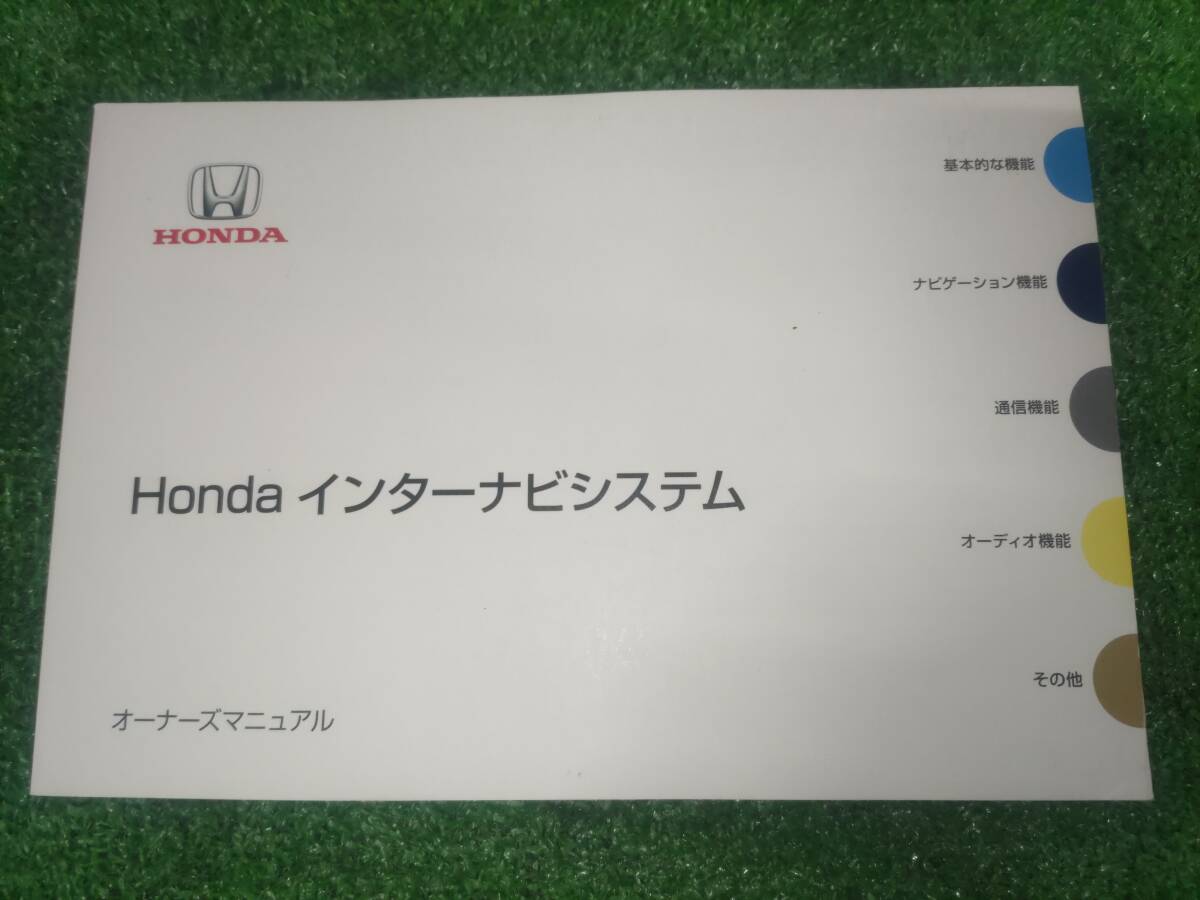 HONDA
基本的な機能
ナビゲーション機能
通信機能
Honda インターナビシステム
オーディオ機能
その他
オーナーズマニュアル